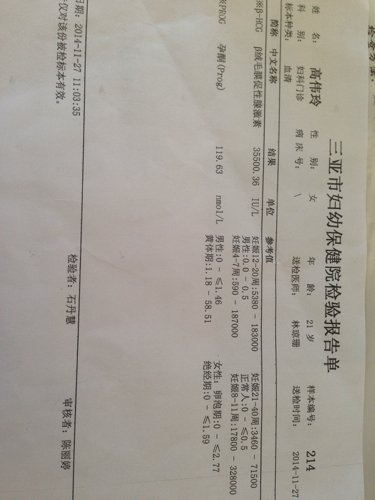 三亚市妇幼保健院检验报告单
姓 名: 高伟玲 性 别: 女 年 龄: 21 岁 样本编号: 214
科 别: 妇科门诊 病 床 号: \ 送检医师: 林琼珊 送检时间: 2014-11-27
标本种类: 血清
简称 中文名称 结果 单位 参考值
※β-HCG β绒毛膜促性腺激素 35500.36 IU/L 妊娠12-20周:5380 - 183000 妊娠21-40周:3460 - 71500
男性:0.0 - 0.5 正常人:0 - ≤0.5
妊娠4-7周:590 - 187000 妊娠8-11周:17800 - 328000
※PROG 孕酮(Prog) 119.63 nmol/L 男性:0 - ≤1.46 女性: 卵泡期:0 - ≤2.77
黄体期:1.18 - 58.51 绝经期:0 - ≤1.59
日期: 2014-11-27 11:03:35 检验者: 石丹慧 审核者: 陈丽婷
仅对该份被检标本有效。